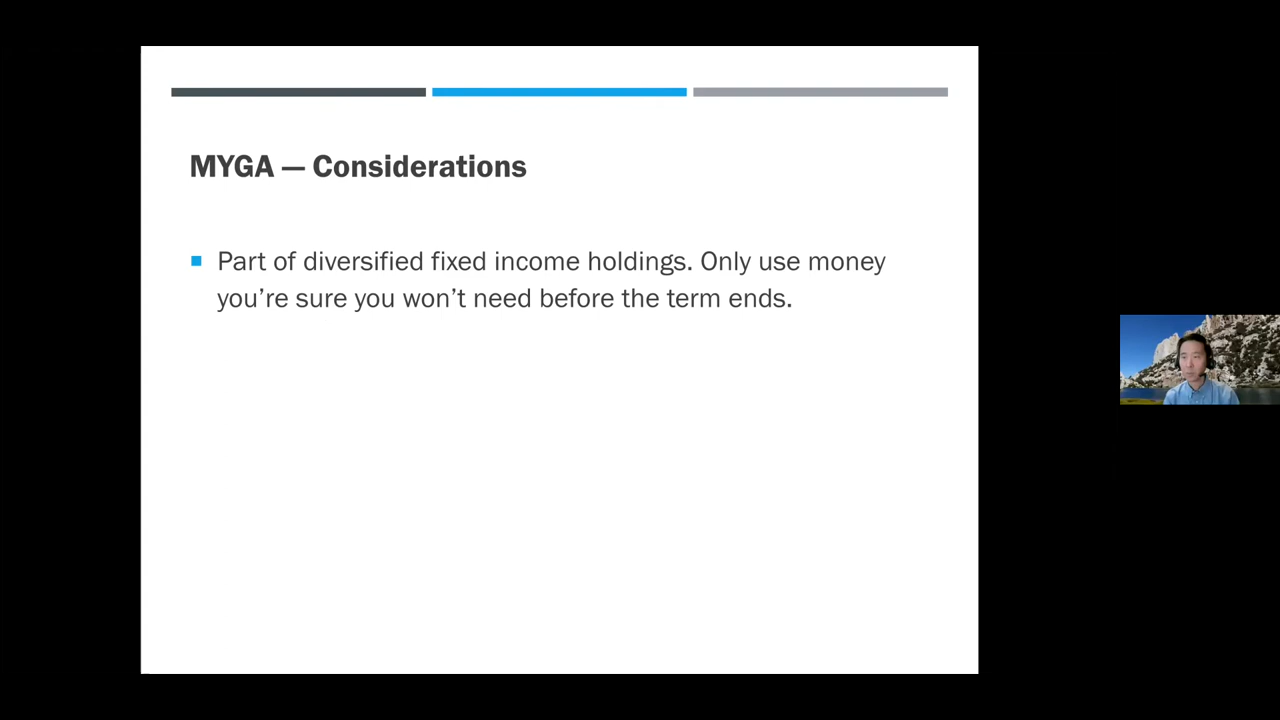 MYGA — Considerations
Part of diversified fixed income holdings. Only use money
you’re sure you won’t need before the term ends.